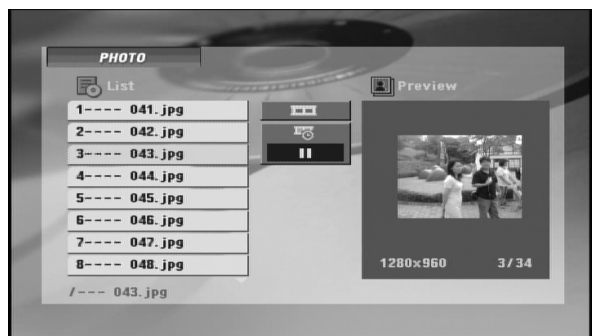 PHOTO
List
Preview
1---- 041.jpg
2---- 042.jpg
3---- 043.jpg
4---- 044.jpg
5---- 045.jpg
6---- 046.jpg
7---- 047.jpg
8---- 048.jpg
1280x960 3/34
/--- 043.jpg